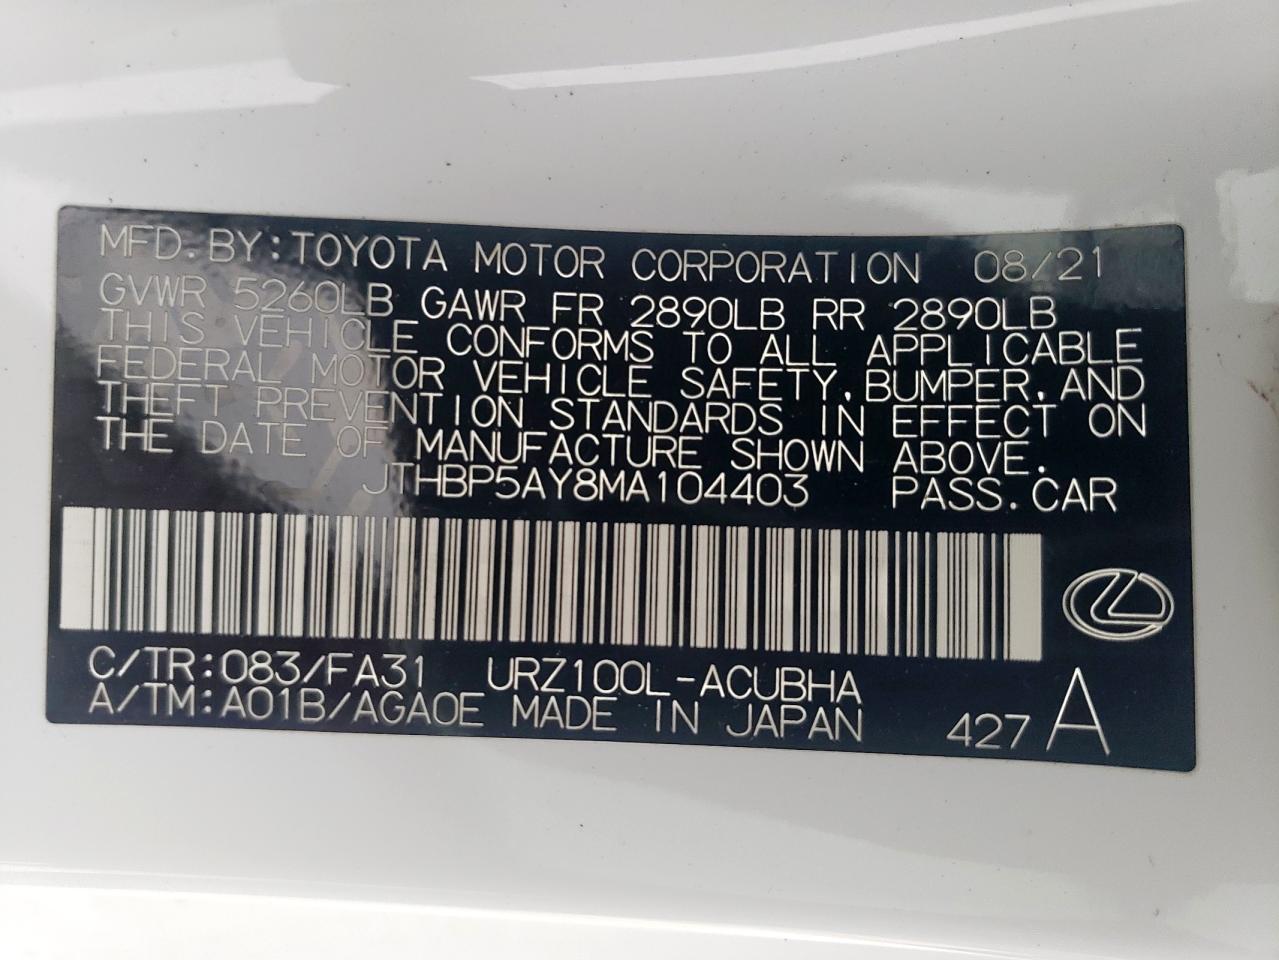 MFD.BY:TOYOTA MOTOR CORPORATION 08/21
GVWR 5260LB GAWR FR 2890LB RR 2890LB
THIS VEHICLE CONFORMS TO ALL APPLICABLE
FEDERAL MOTOR VEHICLE SAFETY,BUMPER,AND
THEFT PREVENTION STANDARDS IN EFFECT ON
THE DATE OF MANUFACTURE SHOWN ABOVE.
JTHBP5AY8MA104403 PASS.CAR
C/TR:083/FA31 URZ100L-ACUBHA
A/TM:A01B/AGA0E MADE IN JAPAN 427 A